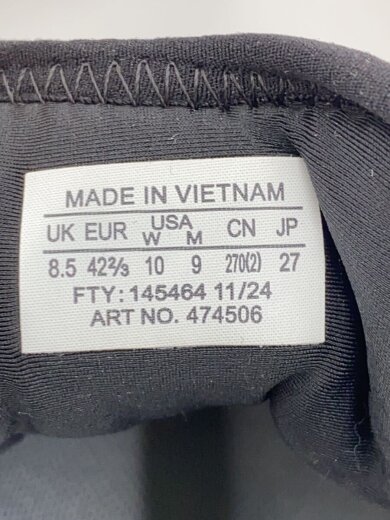 MADE IN VIETNAM
UK EUR USA W M CN JP
8.5 42⅔ 10 9 270(2) 27
FTY: 145464 11/24
ART NO. 474506